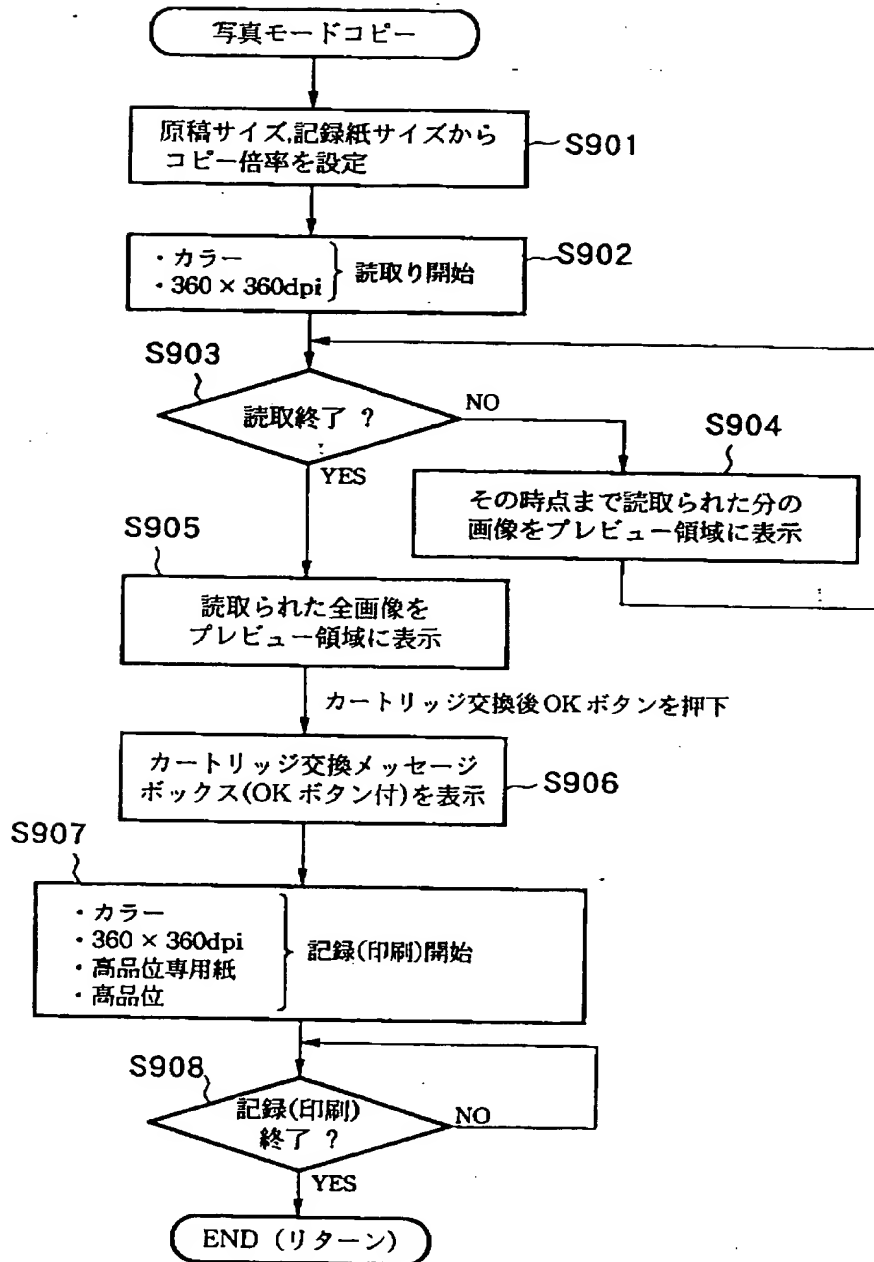 写真モードコピー
原稿サイズ,記録紙サイズから
コピー倍率を設定
S901
・カラー
・360 × 360dpi
読取り開始
S902
S903
読取終了 ?
NO
YES
S904
その時点まで読取られた分の
画像をプレビュー領域に表示
S905
読取られた全画像を
プレビュー領域に表示
カートリッジ交換後OKボタンを押下
カートリッジ交換メッセージ
ボックス(OKボタン付)を表示
S906
S907
・カラー
・360 × 360dpi
・高品位専用紙
・高品位
記録(印刷)開始
S908
記録(印刷)
終了 ?
NO
YES
END (リターン)